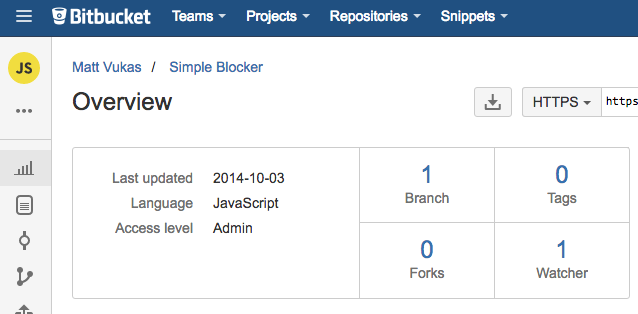 Bitbucket Teams Projects Repositories Snippets
JS
Matt Vukas / Simple Blocker
Overview
HTTPS https
Last updated 2014-10-03
Language JavaScript
Access level Admin
1 Branch
0 Tags
0 Forks
1 Watcher